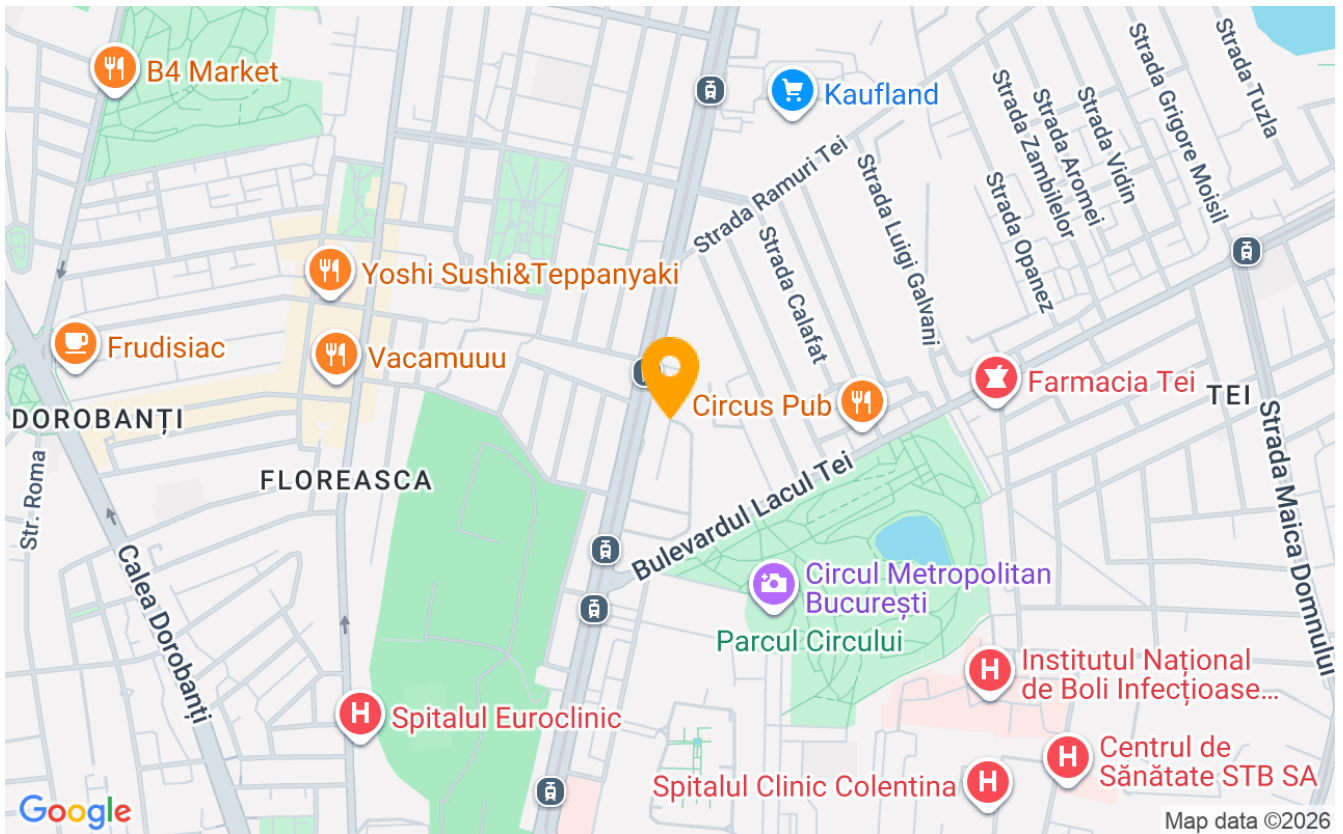 B4 Market
Kaufland
Strada Tuzla
Strada Grigore Moisil
Strada Vidin
Strada Aromei
Strada Zambilelor
Strada Opanez
Strada Ramuri Tei
Strada Luigi Galvani
Strada Calafat
Yoshi Sushi&Teppanyaki
Frudisiac
Vacamuuu
Circus Pub
Farmacia Tei
TEI
DOROBANȚI
FLOREASCA
Str. Roma
Strada Maica Domnului
Bulevardul Lacul Tei
Calea Dorobanți
Circul Metropolitan
București
Parcul Circului
Institutul Național
de Boli Infecțioase...
Spitalul Euroclinic
Centrul de
Sănătate STB SA
Spitalul Clinic Colentina
Google
Map data ©2026